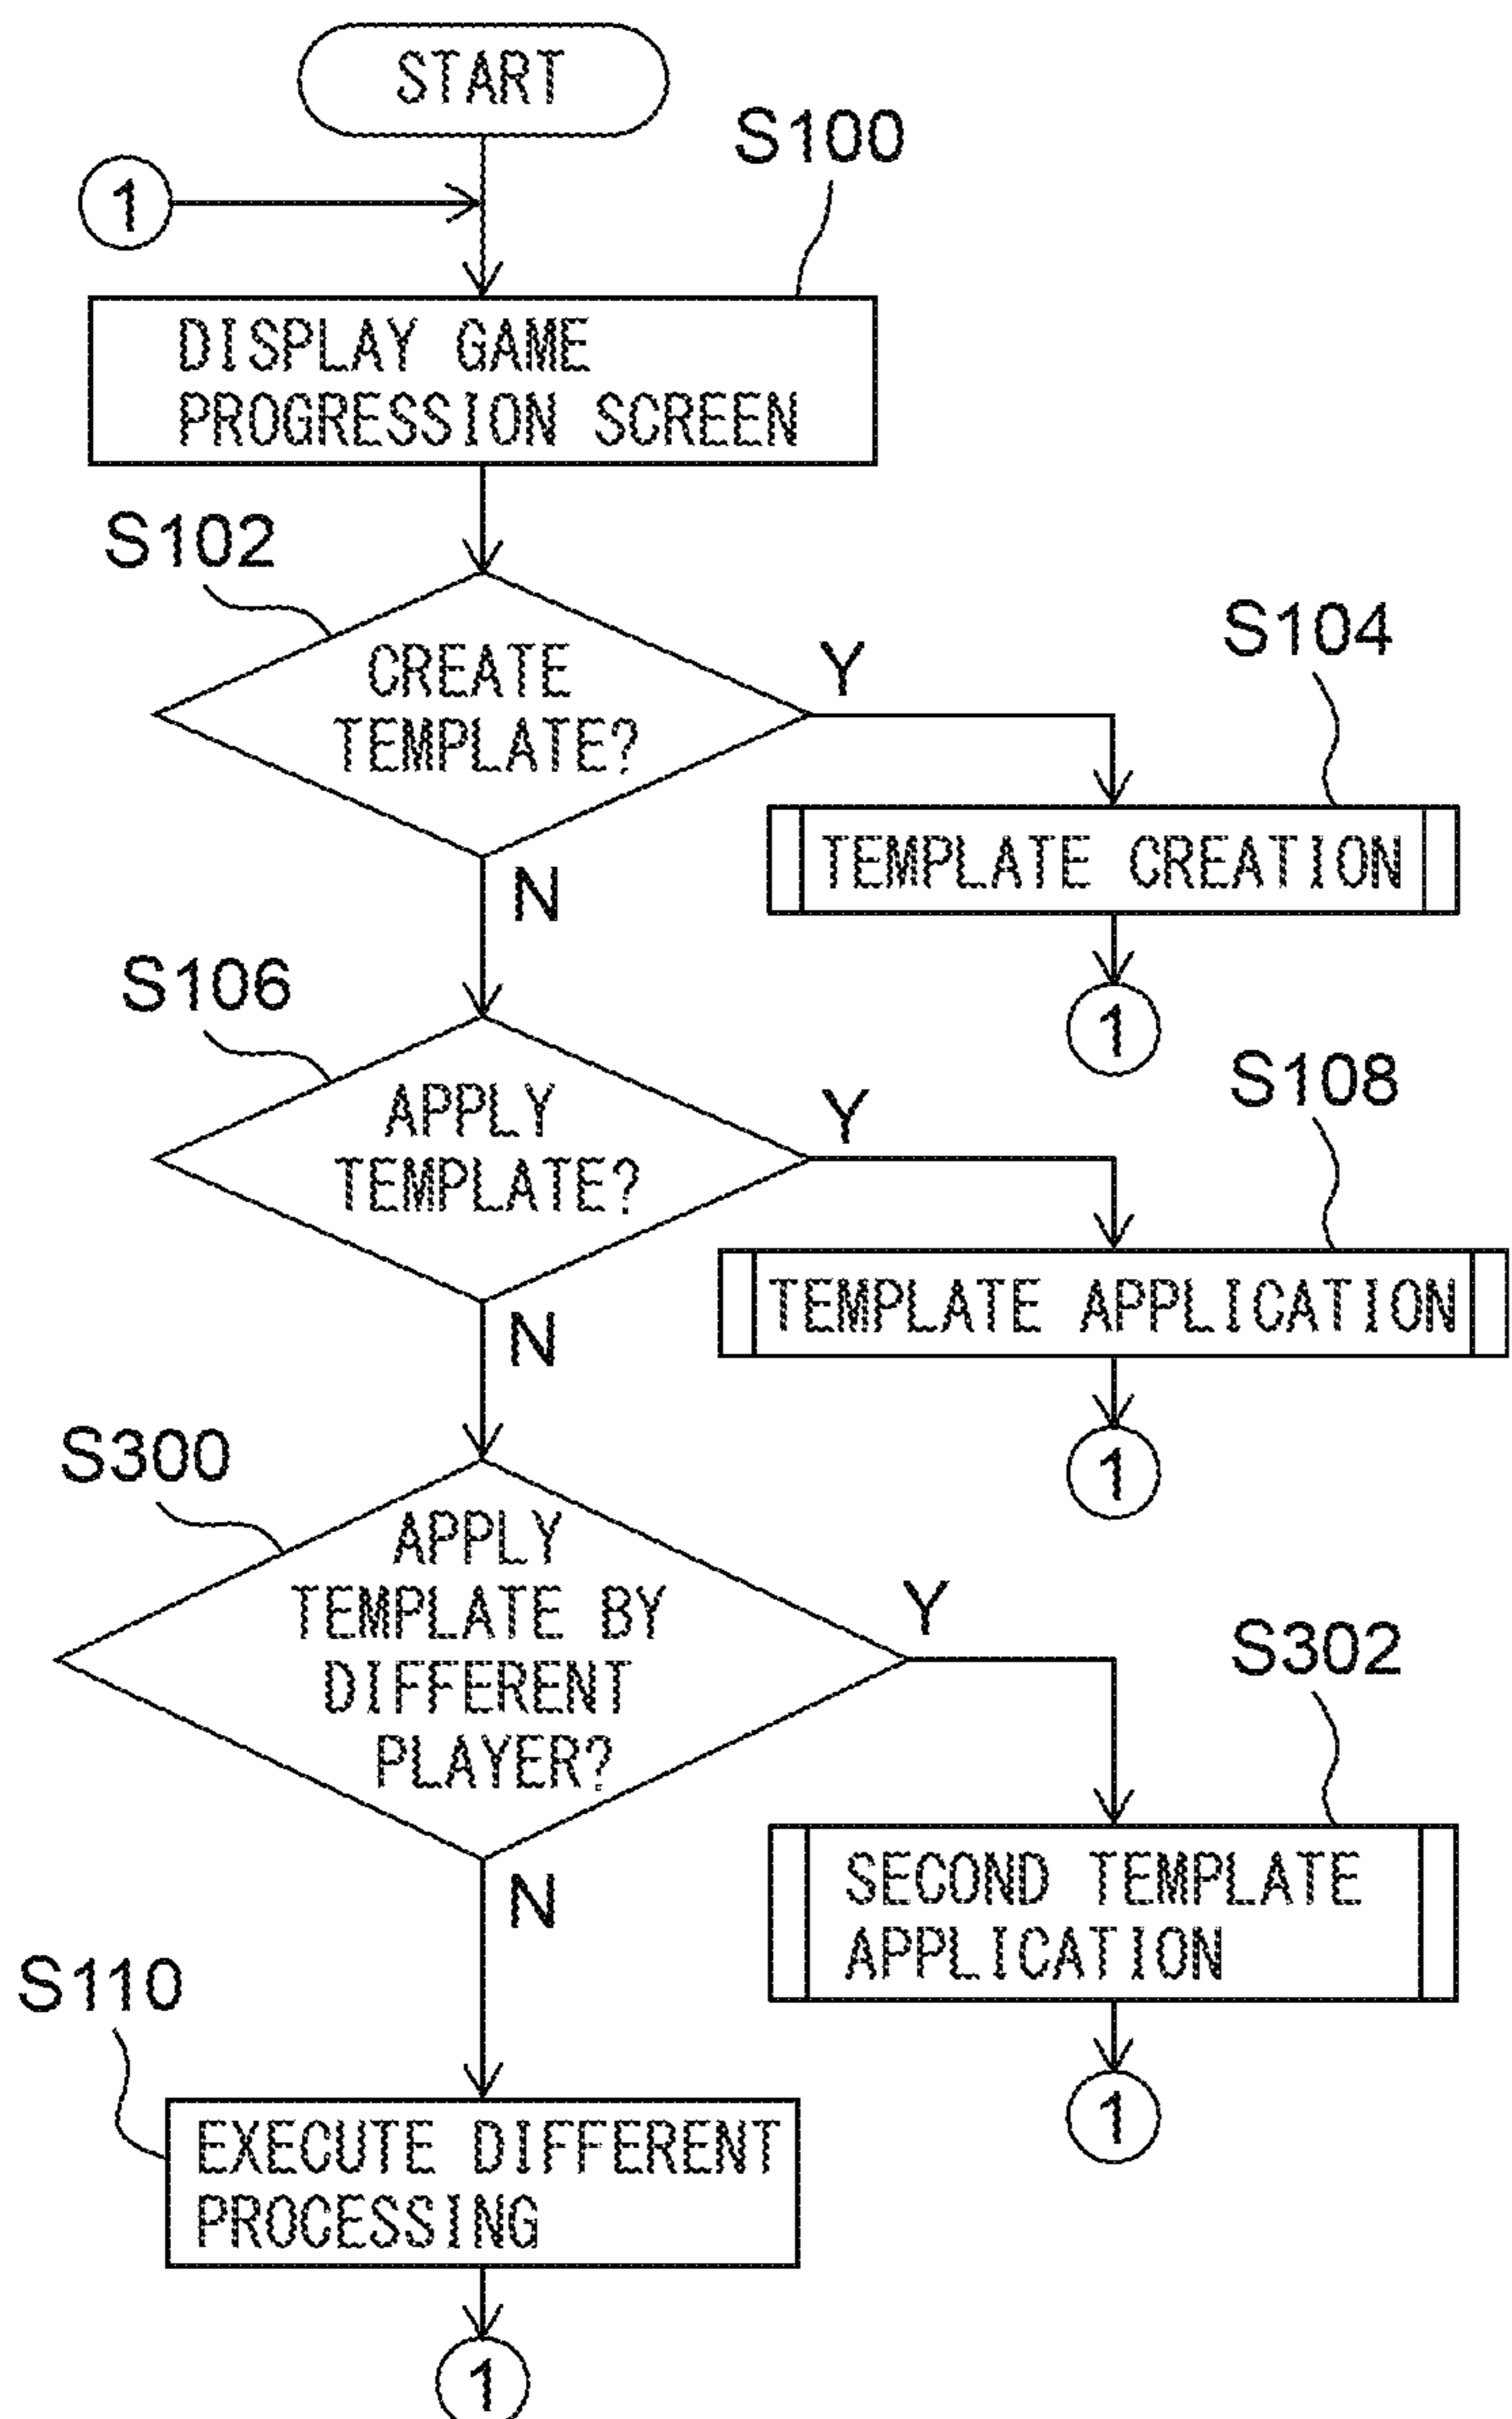 START
S100
1
DISPLAY GAME
PROGRESSION SCREEN
S102
CREATE
TEMPLATE?
Y
S104
TEMPLATE CREATION
N
1
S106
APPLY
TEMPLATE?
Y
S108
TEMPLATE APPLICATION
N
1
S300
APPLY
TEMPLATE BY
DIFFERENT
PLAYER?
Y
S302
SECOND TEMPLATE
APPLICATION
N
1
S110
EXECUTE DIFFERENT
PROCESSING
1